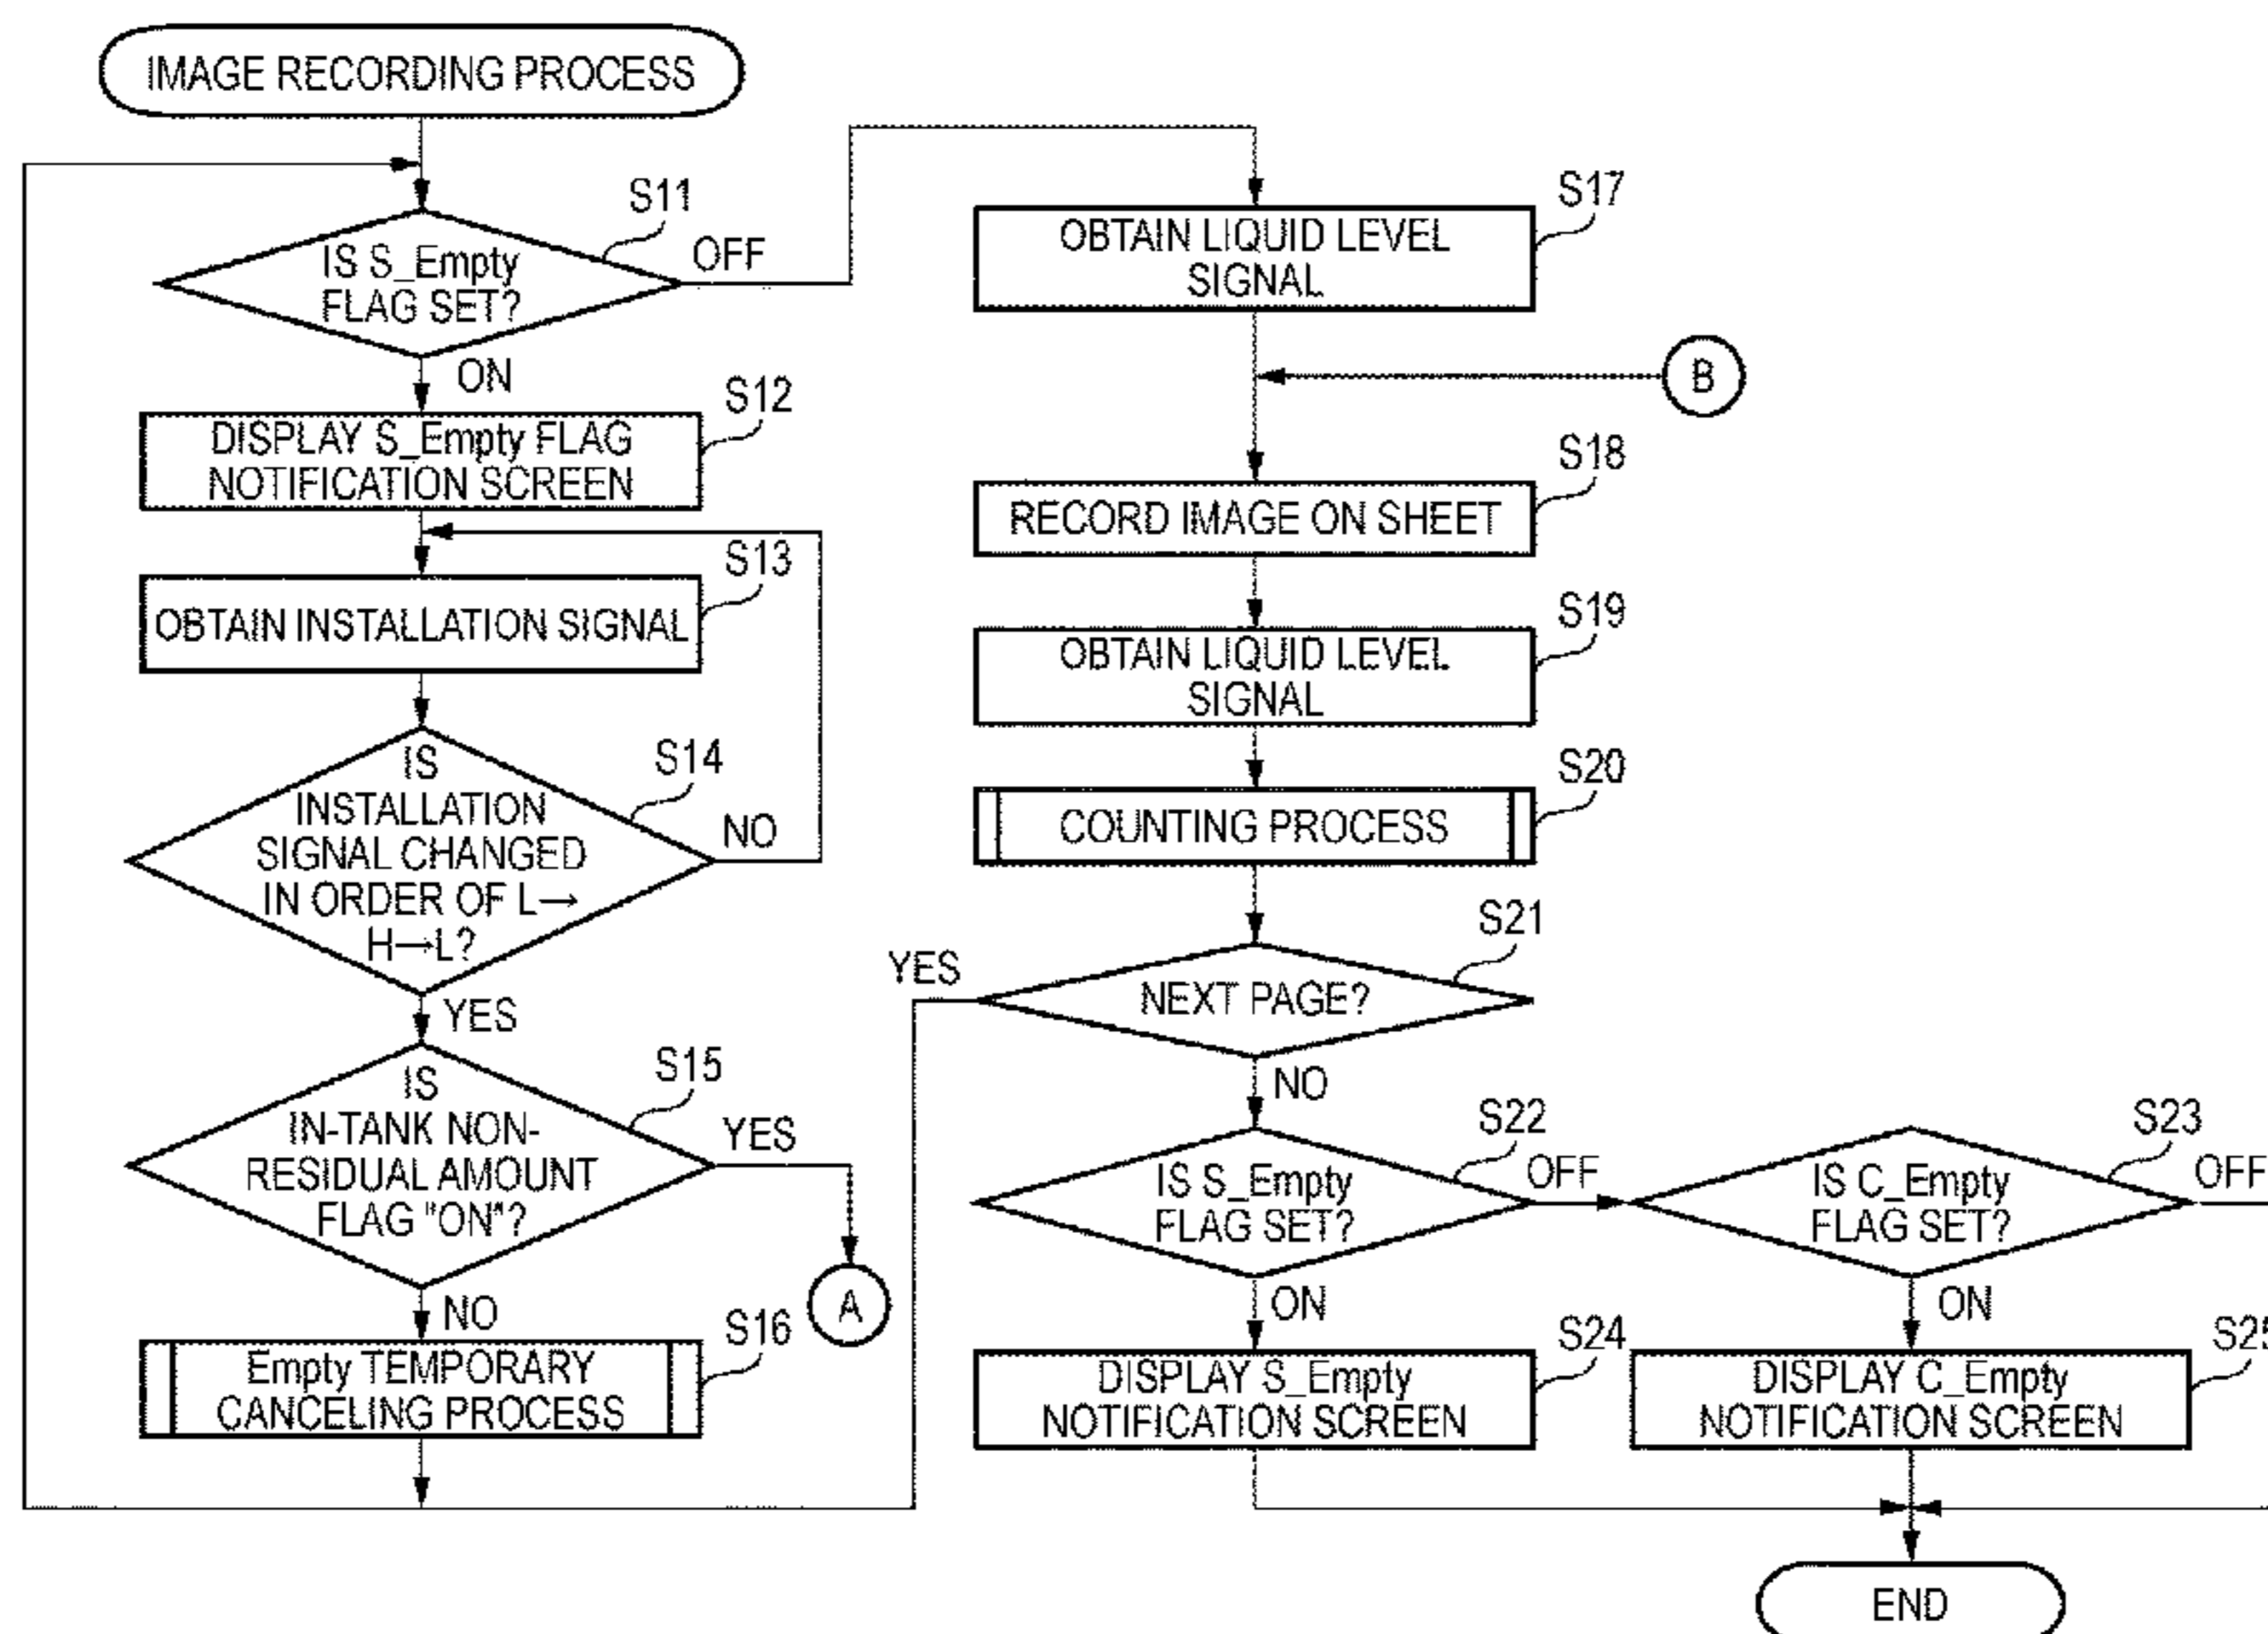 IMAGE RECORDING PROCESS
S11
IS S_Empty
FLAG SET?
OFF
ON
S12
DISPLAY S_Empty FLAG
NOTIFICATION SCREEN
S13
OBTAIN INSTALLATION SIGNAL
S14
IS
INSTALLATION
SIGNAL CHANGED
IN ORDER OF L→
H→L?
NO
YES
S15
IS
IN-TANK NON-
RESIDUAL AMOUNT
FLAG "ON"?
YES
A
NO
S16
Empty TEMPORARY
CANCELING PROCESS
S17
OBTAIN LIQUID LEVEL
SIGNAL
B
S18
RECORD IMAGE ON SHEET
S19
OBTAIN LIQUID LEVEL
SIGNAL
S20
COUNTING PROCESS
S21
YES
NEXT PAGE?
NO
S22
IS S_Empty
FLAG SET?
OFF
ON
S23
IS C_Empty
FLAG SET?
OFF
ON
S24
DISPLAY S_Empty
NOTIFICATION SCREEN
S25
DISPLAY C_Empty
NOTIFICATION SCREEN
END